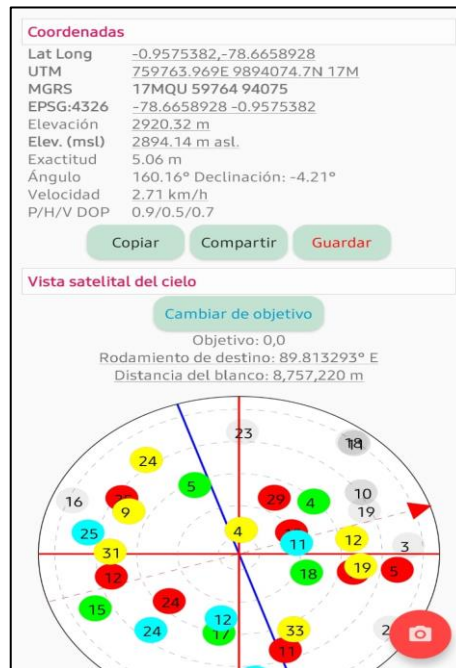 Coordenadas
Lat Long -0.9575382,-78.6658928
UTM 759763.969E 9894074.7N 17M
MGRS 17MQU 59764 94075
EPSG:4326 -78.6658928 -0.9575382
Elevación 2920.32 m
Elev. (msl) 2894.14 m asl.
Exactitud 5.06 m
Ángulo 160.16° Declinación: -4.21°
Velocidad 2.71 km/h
P/H/V DOP 0.9/0.5/0.7
Copiar Compartir Guardar
Vista satelital del cielo
Cambiar de objetivo
Objetivo: 0,0
Rodamiento de destino: 89.813293° E
Distancia del blanco: 8,757,220 m
23
18
24
5
29
4
10
16
9
19
25
4
11
12
3
31
12
18
19
5
15
24
12
24
17
33
11